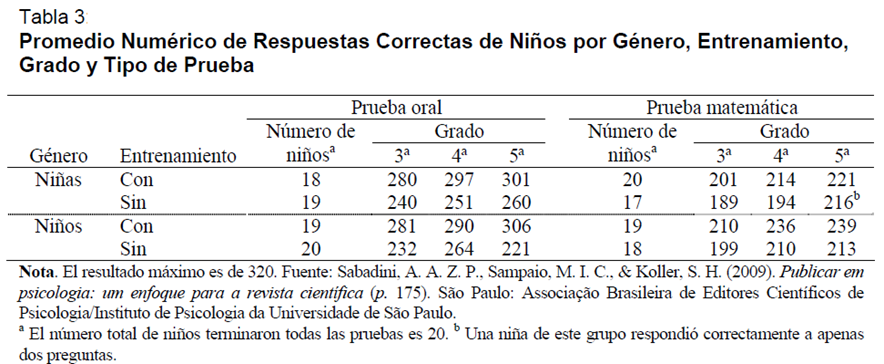 Tabla 3:
Promedio Numérico de Respuestas Correctas de Niños por Género, Entrenamiento,
Grado y Tipo de Prueba
Prueba oral Prueba matemática
Número de Grado Número de Grado
Género Entrenamiento niñosᵃ 3ª 4ª 5ª niñosᵃ 3ª 4ª 5ª
Niñas Con 18 280 297 301 20 201 214 221
Sin 19 240 251 260 17 189 194 216ᵇ
Niños Con 19 281 290 306 19 210 236 239
Sin 20 232 264 221 18 199 210 213
Nota. El resultado máximo es de 320. Fuente: Sabadini, A. A. Z. P., Sampaio, M. I. C., & Koller, S. H. (2009). Publicar em
psicologia: um enfoque para a revista científica (p. 175). São Paulo: Associação Brasileira de Editores Científicos de
Psicologia/Instituto de Psicologia da Universidade de São Paulo.
ᵃ El número total de niños terminaron todas las pruebas es 20. ᵇ Una niña de este grupo respondió correctamente a apenas
dos preguntas.